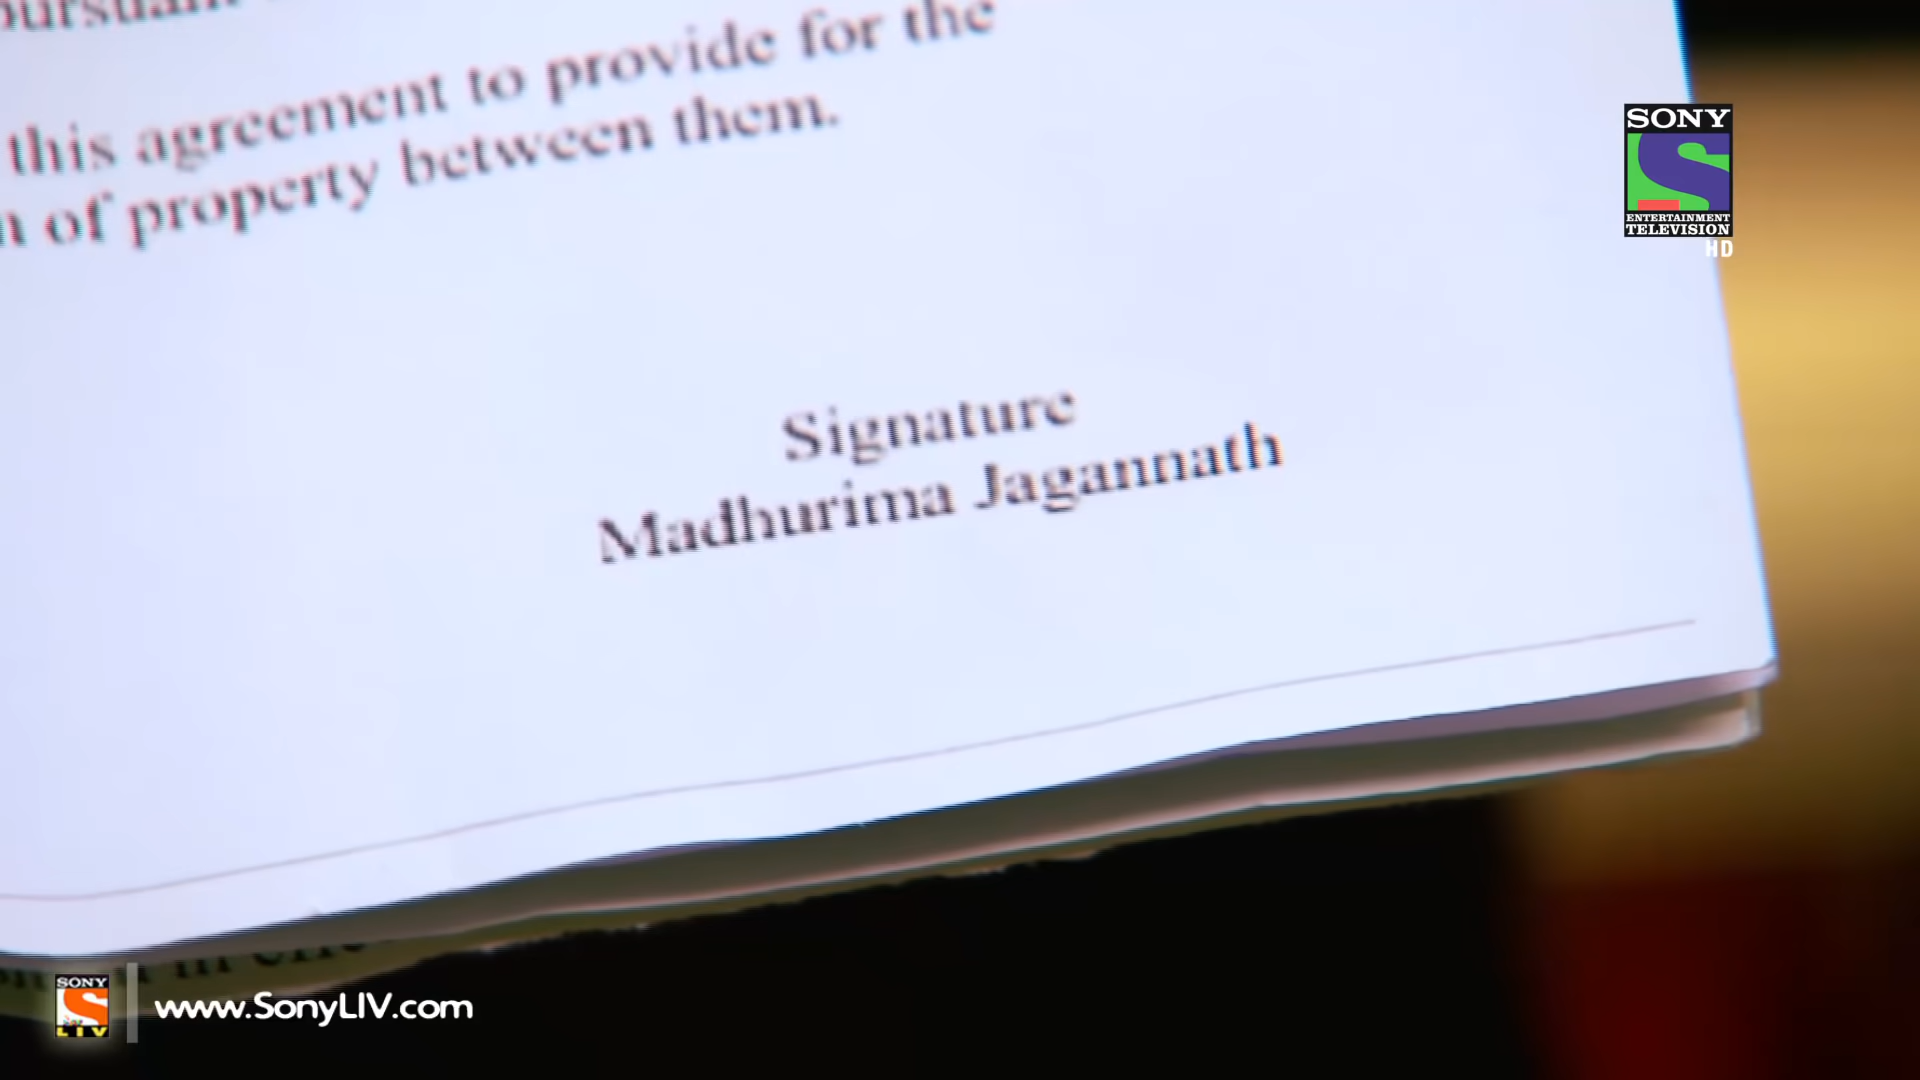 this agreement to provide for the
of property between them.
Signature
Madhurima Jagannath
SONY
ENTERTAINMENT
TELEVISION
HD
SONY
LIV
www.SonyLIV.com